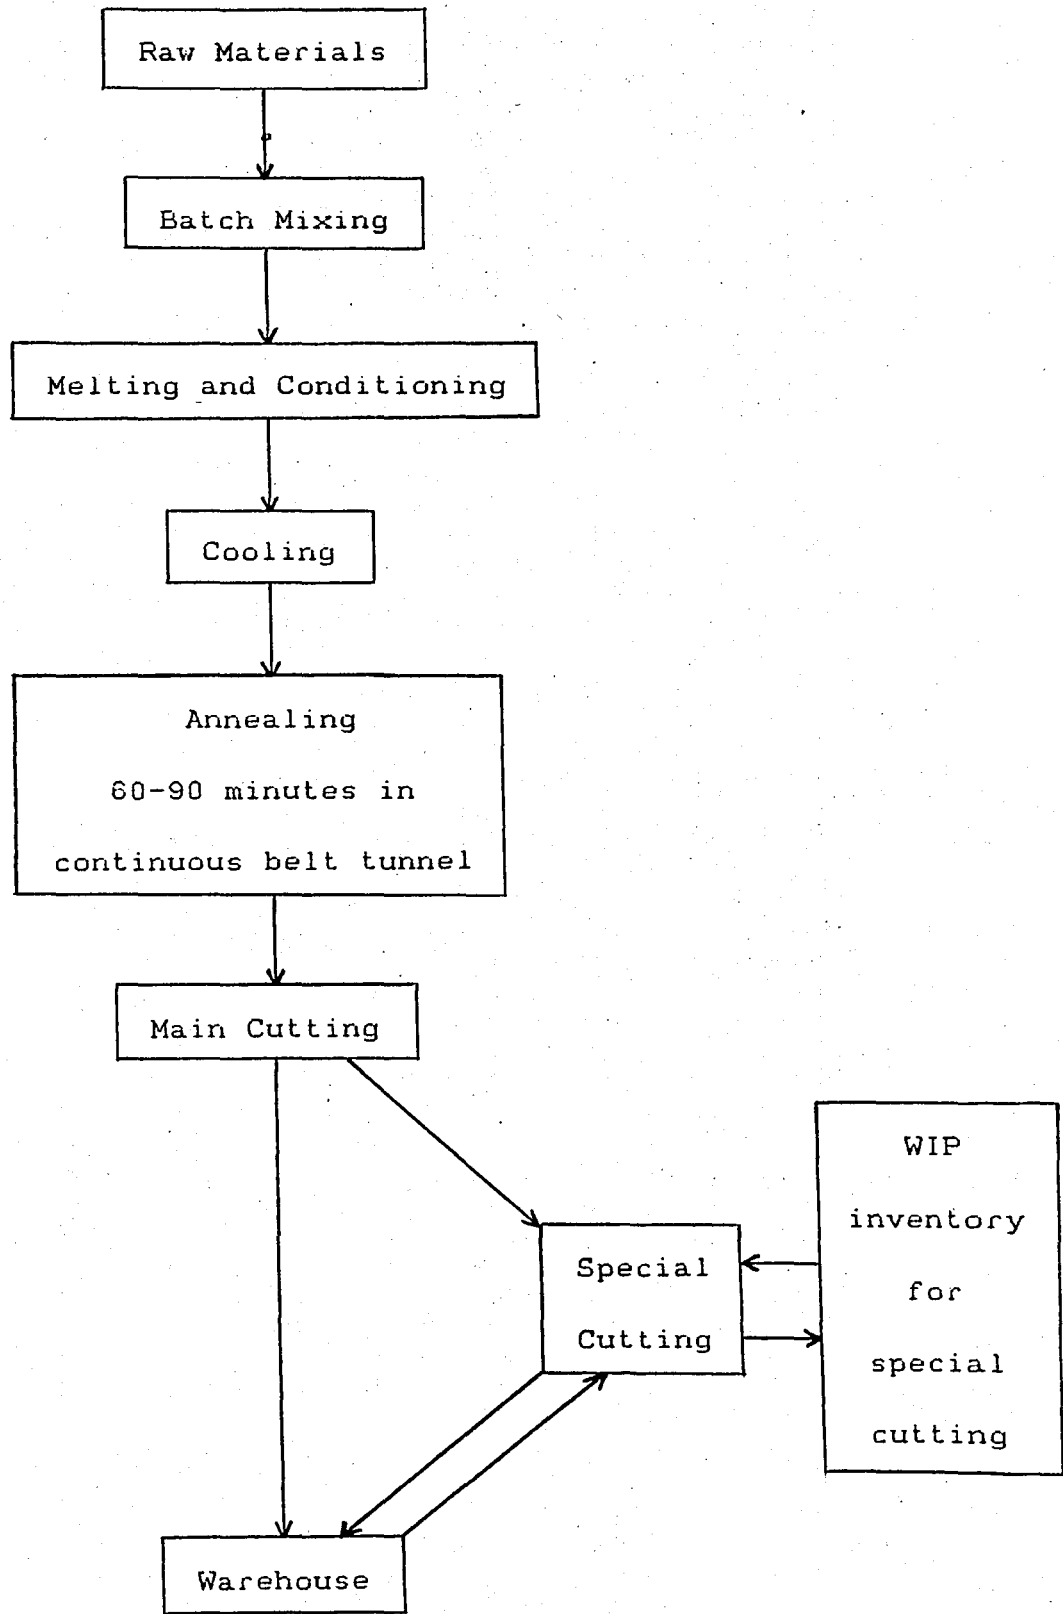 Raw Materials
Batch Mixing
Melting and Conditioning
Cooling
Annealing
60-90 minutes in
continuous belt tunnel
Main Cutting
WIP
inventory
for
special
cutting
Special
Cutting
Warehouse